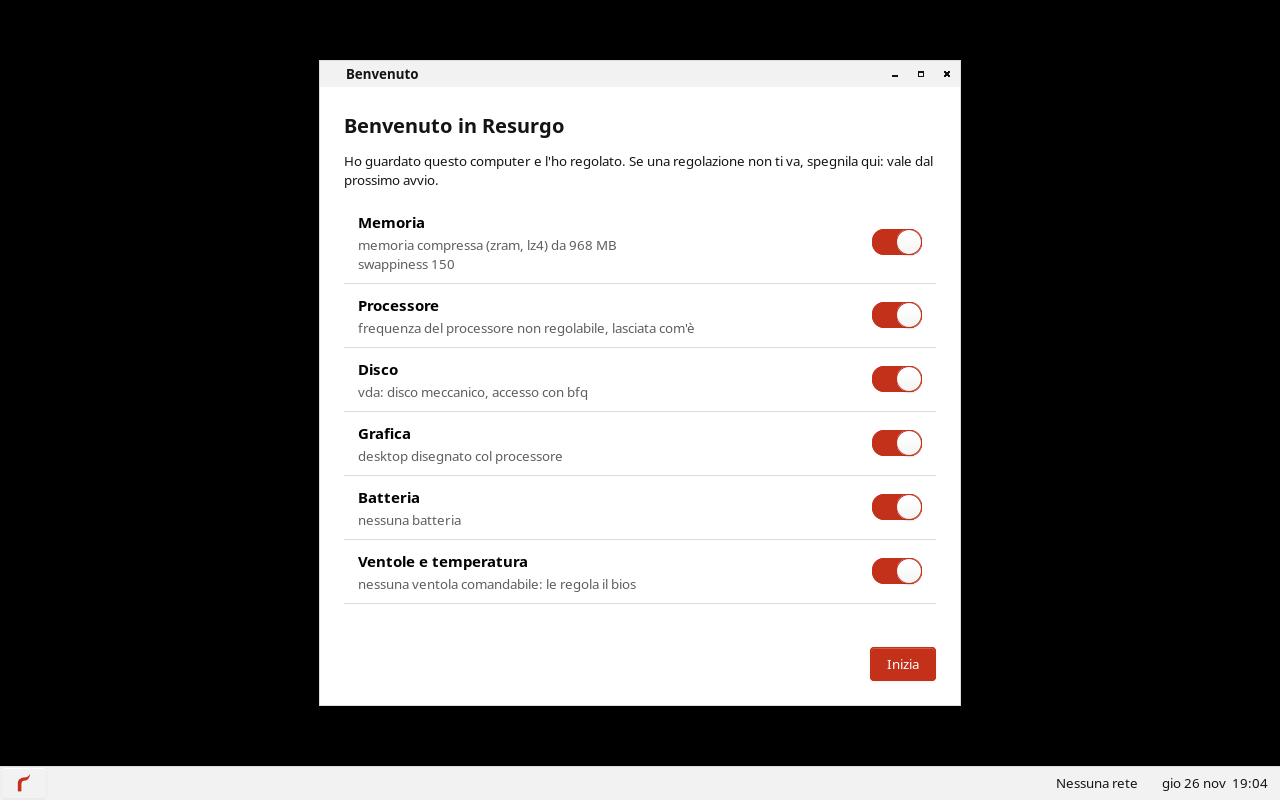 Benvenuto
Benvenuto in Resurgo
Ho guardato questo computer e l'ho regolato. Se una regolazione non ti va, spegnila qui: vale dal
prossimo avvio.
Memoria
memoria compressa (zram, lz4) da 968 MB
swappiness 150
Processore
frequenza del processore non regolabile, lasciata com'è
Disco
vda: disco meccanico, accesso con bfq
Grafica
desktop disegnato col processore
Batteria
nessuna batteria
Ventole e temperatura
nessuna ventola comandabile: le regola il bios
Inizia
Nessuna rete gio 26 nov 19:04